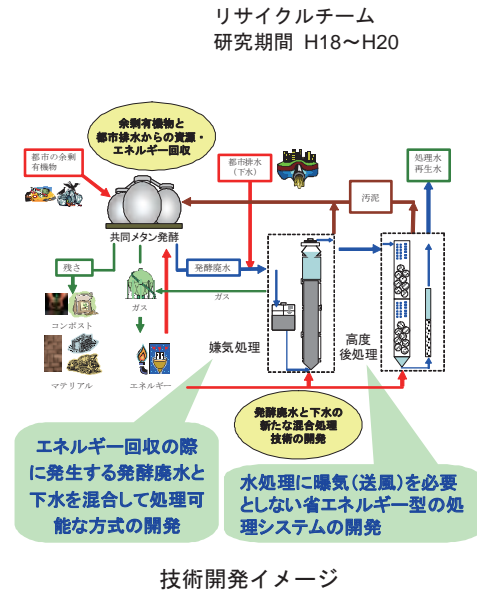 リサイクルチーム
研究期間 H18～H20
余剰有機物と
都市排水からの資源・
エネルギー回収
都市の余剰
有機物
都市排水
（下水）
処理水
再生水
汚泥
共同メタン発酵
残さ
発酵廃水
ガス
ガス
コンポスト
嫌気処理
高度
後処理
マテリアル
エネルギー
発酵廃水と下水の
新たな混合処理
技術の開発
エネルギー回収の際
に発生する発酵廃水と
下水を混合して処理可
能な方式の開発
水処理に曝気（送風）を必要
としない省エネルギー型の処
理システムの開発
技術開発イメージ